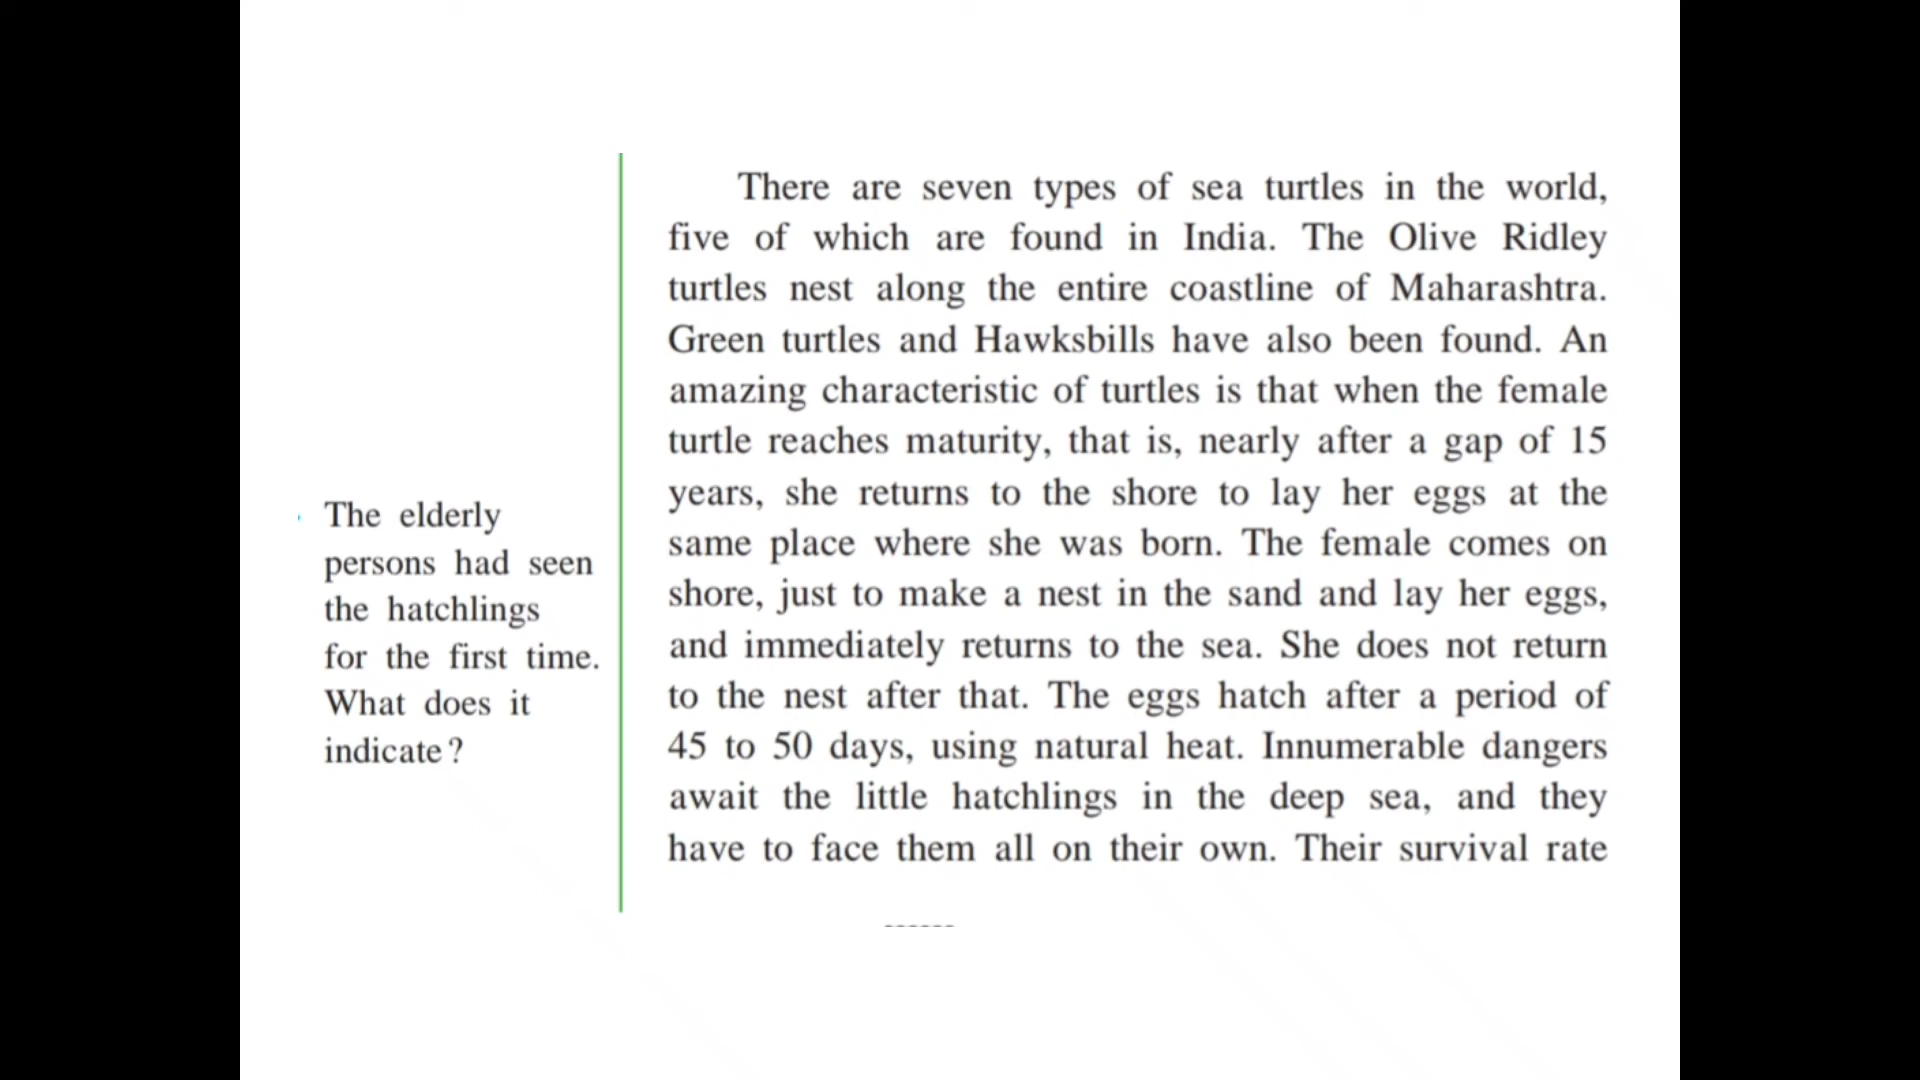 The elderly
persons had seen
the hatchlings
for the first time.
What does it
indicate?
There are seven types of sea turtles in the world,
five of which are found in India. The Olive Ridley
turtles nest along the entire coastline of Maharashtra.
Green turtles and Hawksbills have also been found. An
amazing characteristic of turtles is that when the female
turtle reaches maturity, that is, nearly after a gap of 15
years, she returns to the shore to lay her eggs at the
same place where she was born. The female comes on
shore, just to make a nest in the sand and lay her eggs,
and immediately returns to the sea. She does not return
to the nest after that. The eggs hatch after a period of
45 to 50 days, using natural heat. Innumerable dangers
await the little hatchlings in the deep sea, and they
have to face them all on their own. Their survival rate